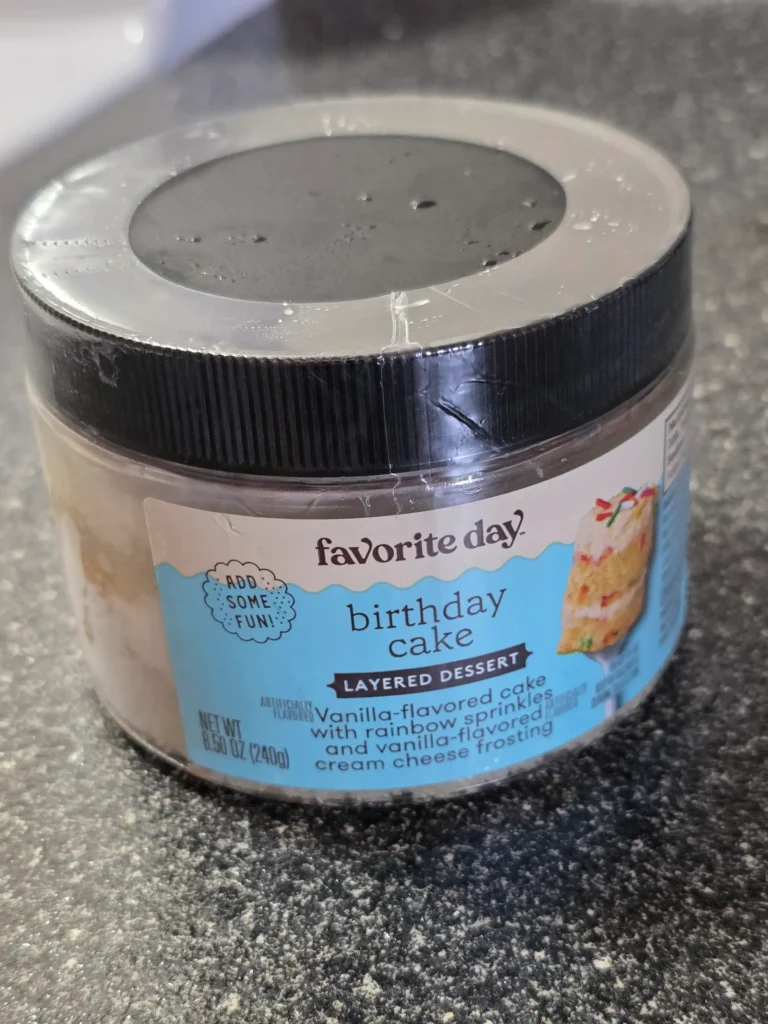 favorite day
ADD
SOME
FUN!
birthday
cake
LAYERED DESSERT
ARTIFICIALLY
FLAVORED
Vanilla-flavored cake
with rainbow sprinkles
and vanilla-flavored
cream cheese frosting
NET WT
8.50 OZ (240g)